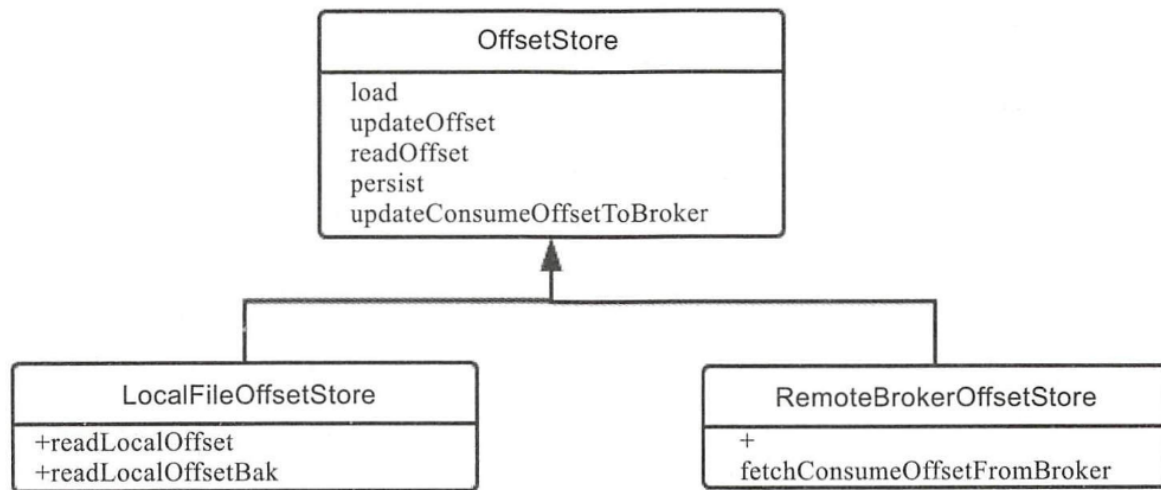 OffsetStore
load
updateOffset
readOffset
persist
updateConsumeOffsetToBroker
LocalFileOffsetStore
+readLocalOffset
+readLocalOffsetBak
RemoteBrokerOffsetStore
+
fetchConsumeOffsetFromBroker